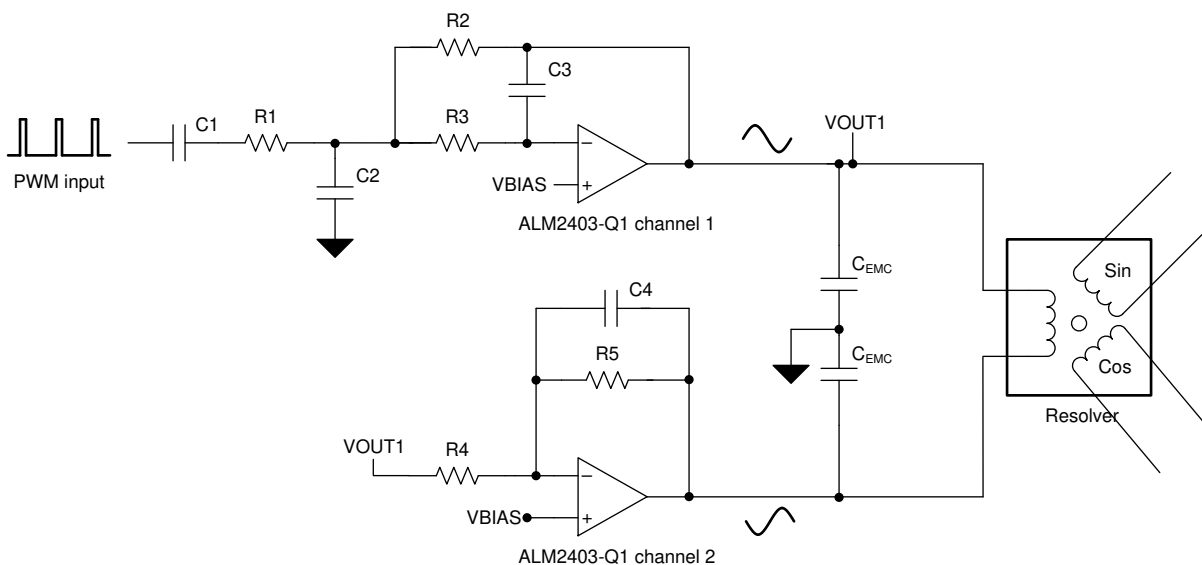 R2
C3
C1
R1
R3
VOUT1
PWM input
C2
VBIAS
ALM2403-Q1 channel 1
Sin
CEMC
C4
CEMC
R5
Cos
Resolver
VOUT1
R4
VBIAS
ALM2403-Q1 channel 2